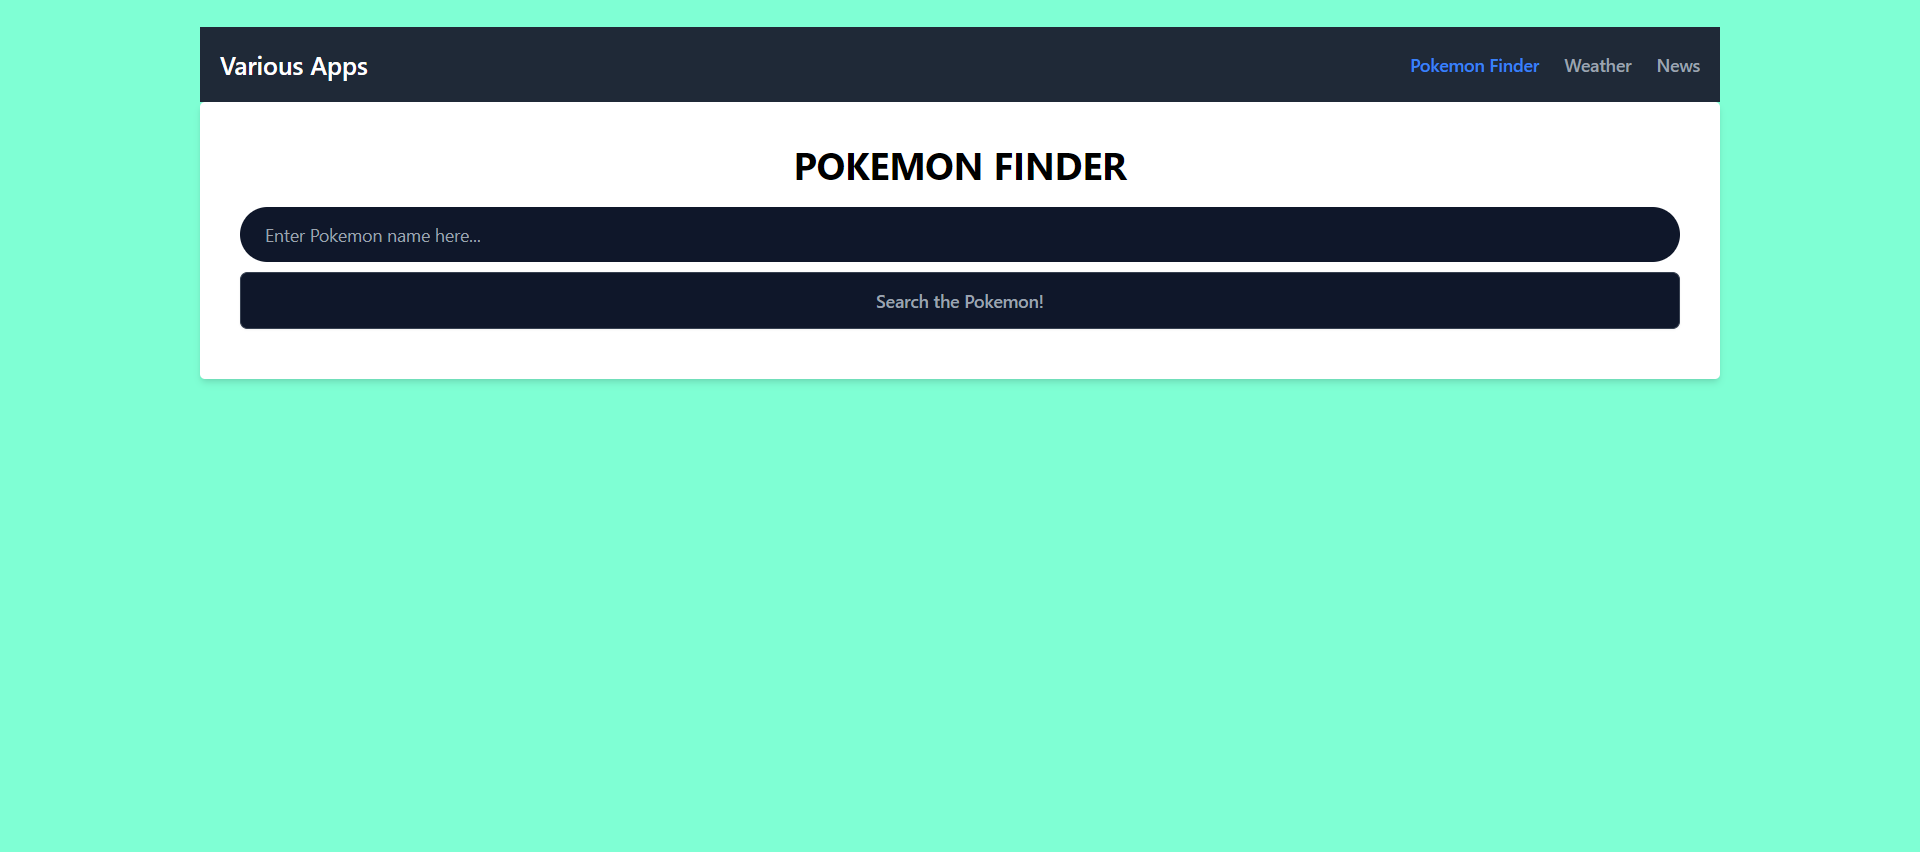 Various Apps
Pokemon Finder Weather News
POKEMON FINDER
Enter Pokemon name here...
Search the Pokemon!